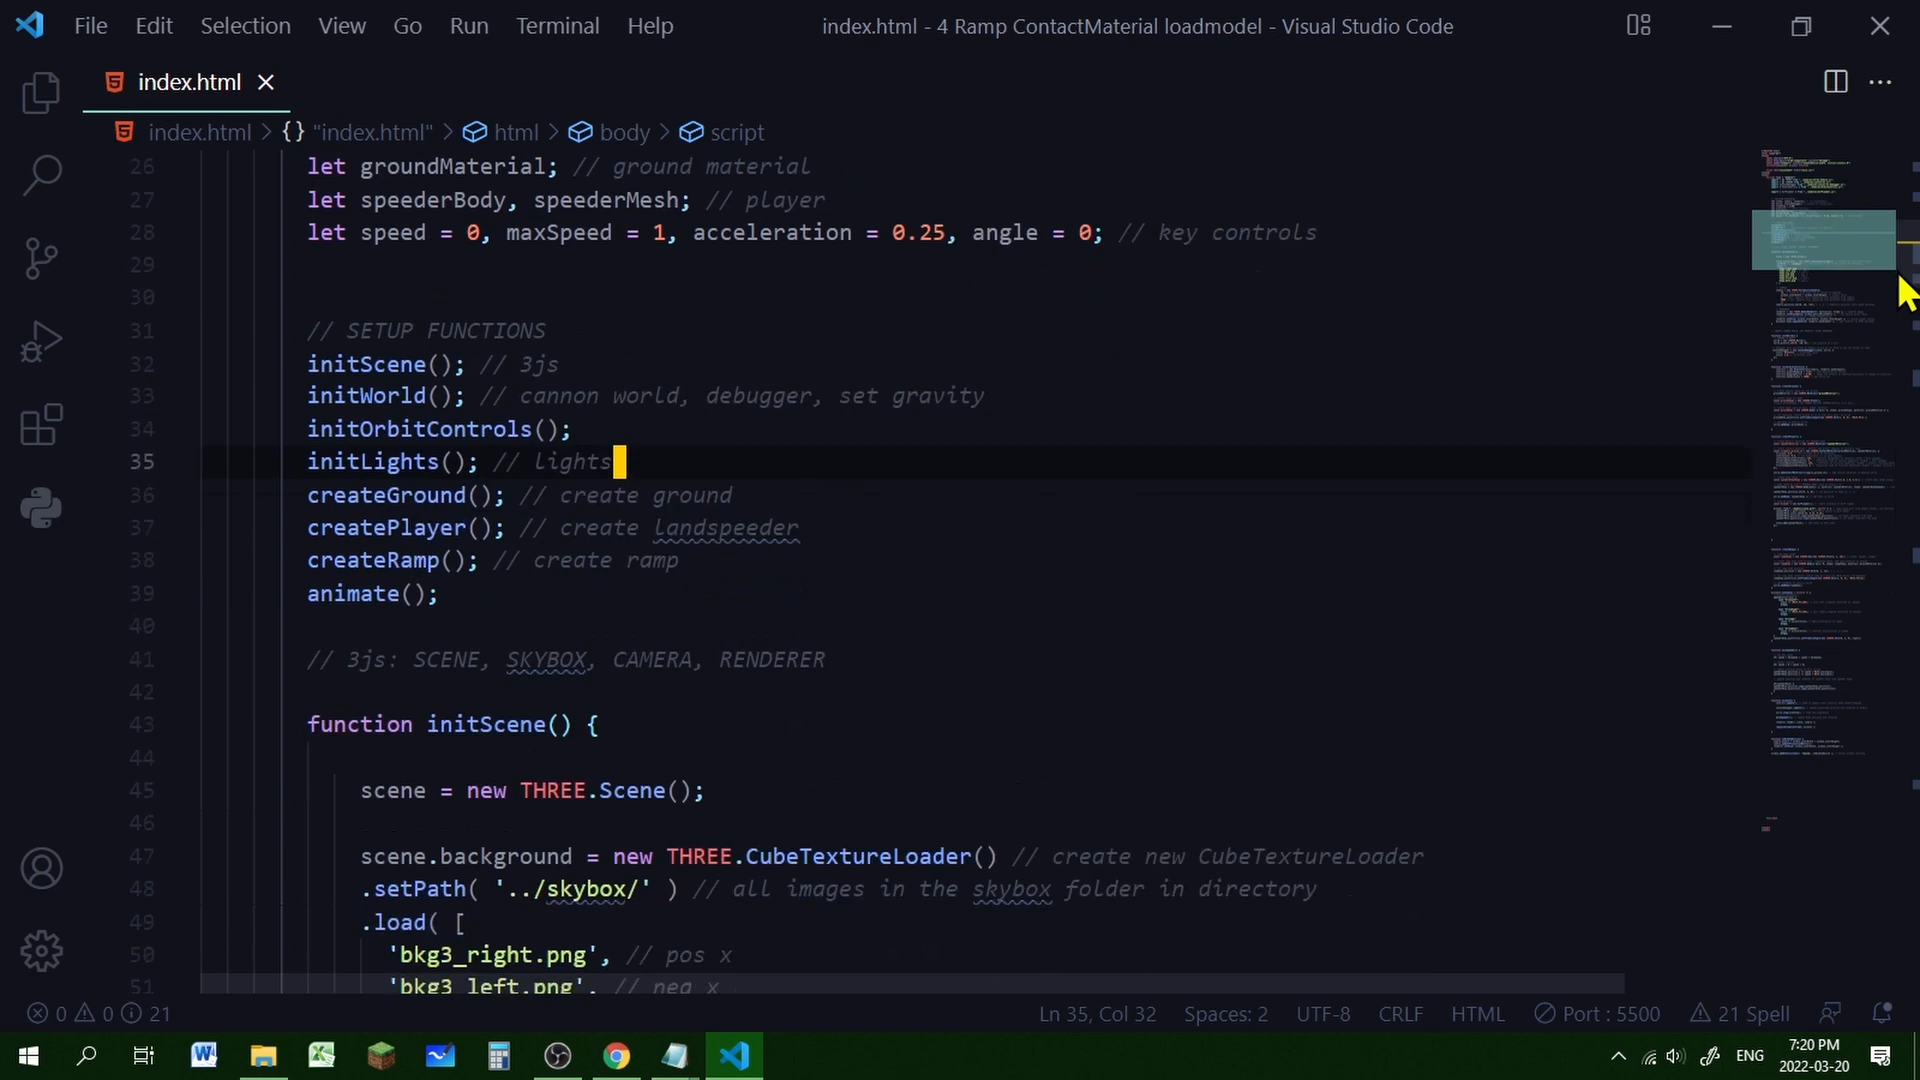 File Edit Selection View Go Run Terminal Help index.html - 4 Ramp ContactMaterial loadmodel - Visual Studio Code
index.html
index.html > {} "index.html" > html > body > script
26 let groundMaterial; // ground material
27 let speederBody, speederMesh; // player
28 let speed = 0, maxSpeed = 1, acceleration = 0.25, angle = 0; // key controls
29
30
31 // SETUP FUNCTIONS
32 initScene(); // 3js
33 initWorld(); // cannon world, debugger, set gravity
34 initOrbitControls();
35 initLights(); // lights
36 createGround(); // create ground
37 createPlayer(); // create landspeeder
38 createRamp(); // create ramp
39 animate();
40
41 // 3js: SCENE, SKYBOX, CAMERA, RENDERER
42
43 function initScene() {
44
45 scene = new THREE.Scene();
46
47 scene.background = new THREE.CubeTextureLoader() // create new CubeTextureLoader
48 .setPath( '../skybox/' ) // all images in the skybox folder in directory
49 .load( [
50 'bkg3_right.png', // pos x
51 'bkg3_left.png', // neg x
0 0 21 Ln 35, Col 32 Spaces: 2 UTF-8 CRLF HTML Port : 5500 21 Spell
ENG 7:20 PM
2022-03-20